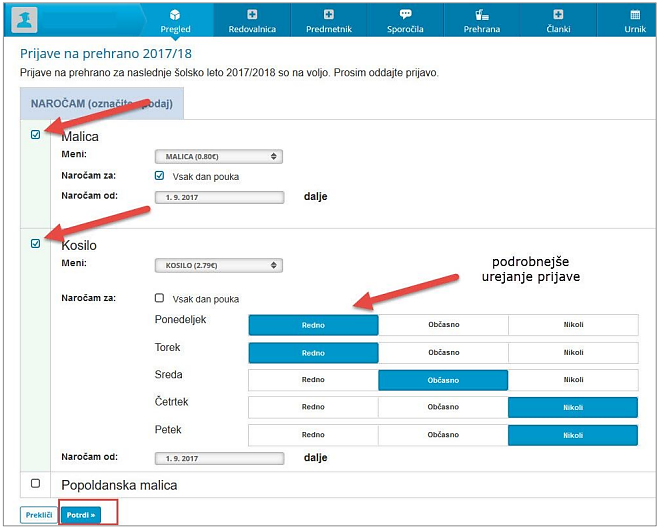 Pregled Redovalnica Predmetnik Sporočila Prehrana Članki Urnik
Prijave na prehrano 2017/18
Prijave na prehrano za naslednje šolsko leto 2017/2018 so na voljo. Prosim oddajte prijavo.
NAROČAM (označite podaj)
Malica
Meni: MALICA (0.80€)
Naročam za: Vsak dan pouka
Naročam od: 1. 9. 2017 dalje
Kosilo
podrobnejše
urejanje prijave
Meni: KOSILO (2.79€)
Naročam za: Vsak dan pouka
Ponedeljek Redno Občasno Nikoli
Torek Redno Občasno Nikoli
Sreda Redno Občasno Nikoli
Četrtek Redno Občasno Nikoli
Petek Redno Občasno Nikoli
Naročam od: 1. 9. 2017 dalje
Popoldanska malica
Prekliči Potrdi »